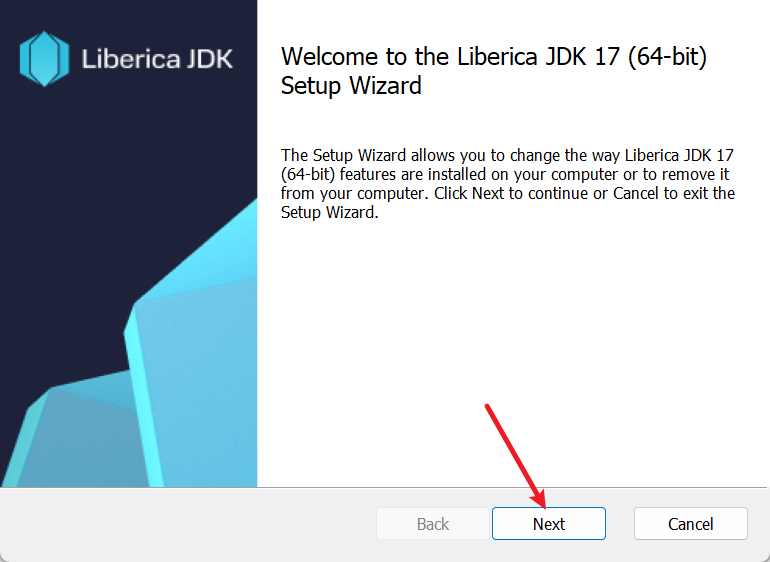 Liberica JDK
Welcome to the Liberica JDK 17 (64-bit)
Setup Wizard
The Setup Wizard allows you to change the way Liberica JDK 17
(64-bit) features are installed on your computer or to remove it
from your computer. Click Next to continue or Cancel to exit the
Setup Wizard.
Back
Next
Cancel